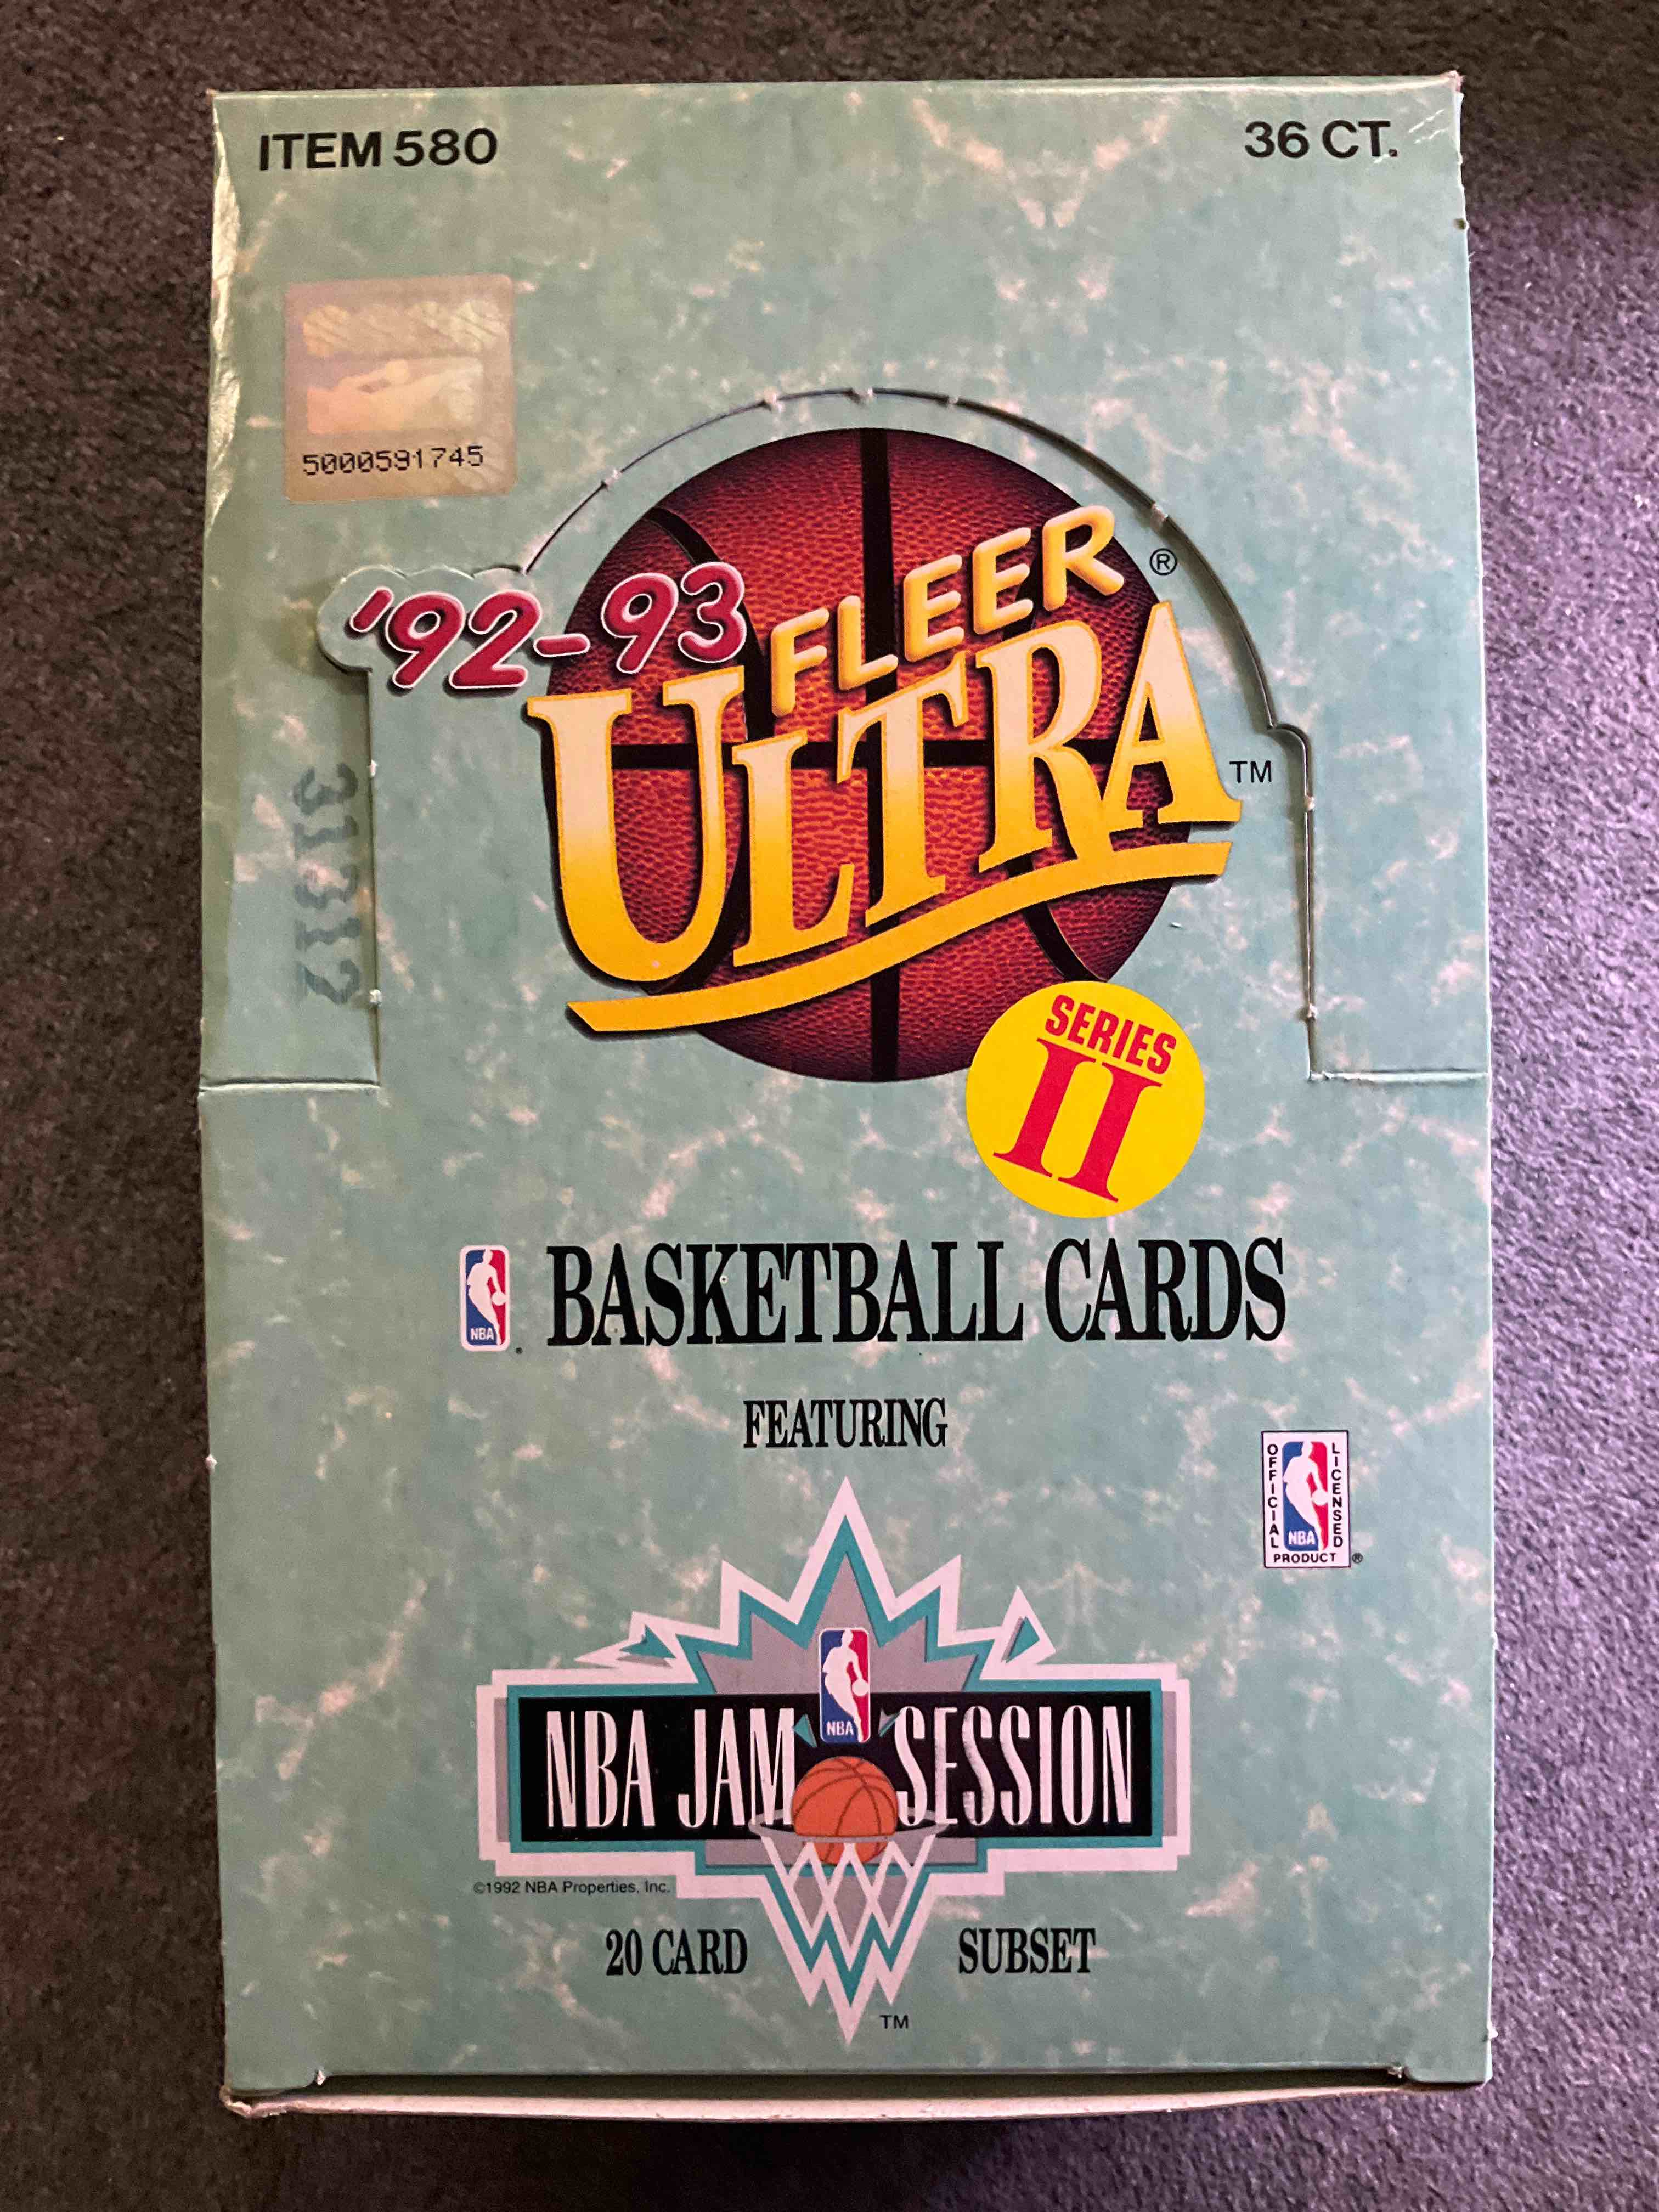 ITEM 580
36 CT.
5000591745
'92-93
FLEER ®
ULTRA ™
31312
SERIES
II
NBA
BASKETBALL CARDS
FEATURING
OFFICIAL
LICENSED
NBA
PRODUCT ®
NBA
NBA JAM SESSION
©1992 NBA Properties, Inc.
20 CARD SUBSET
TM